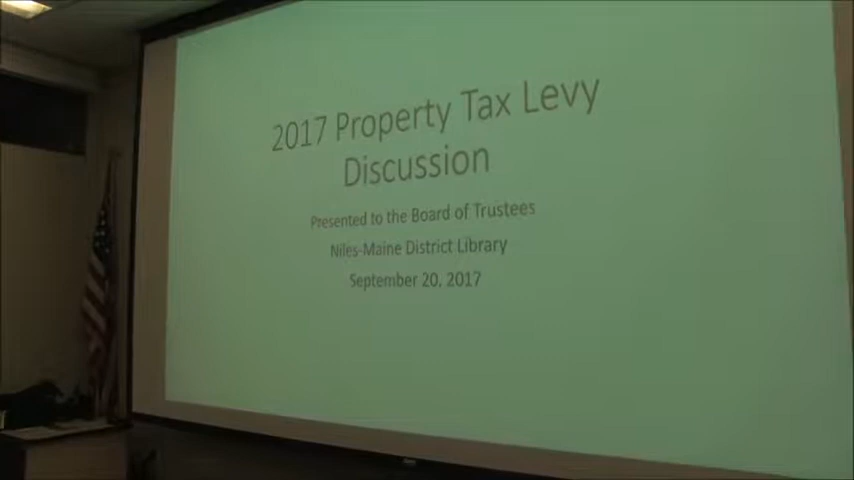 2017 Property Tax Levy
Discussion
Presented to the Board of Trustees
Niles-Maine District Library
September 20, 2017